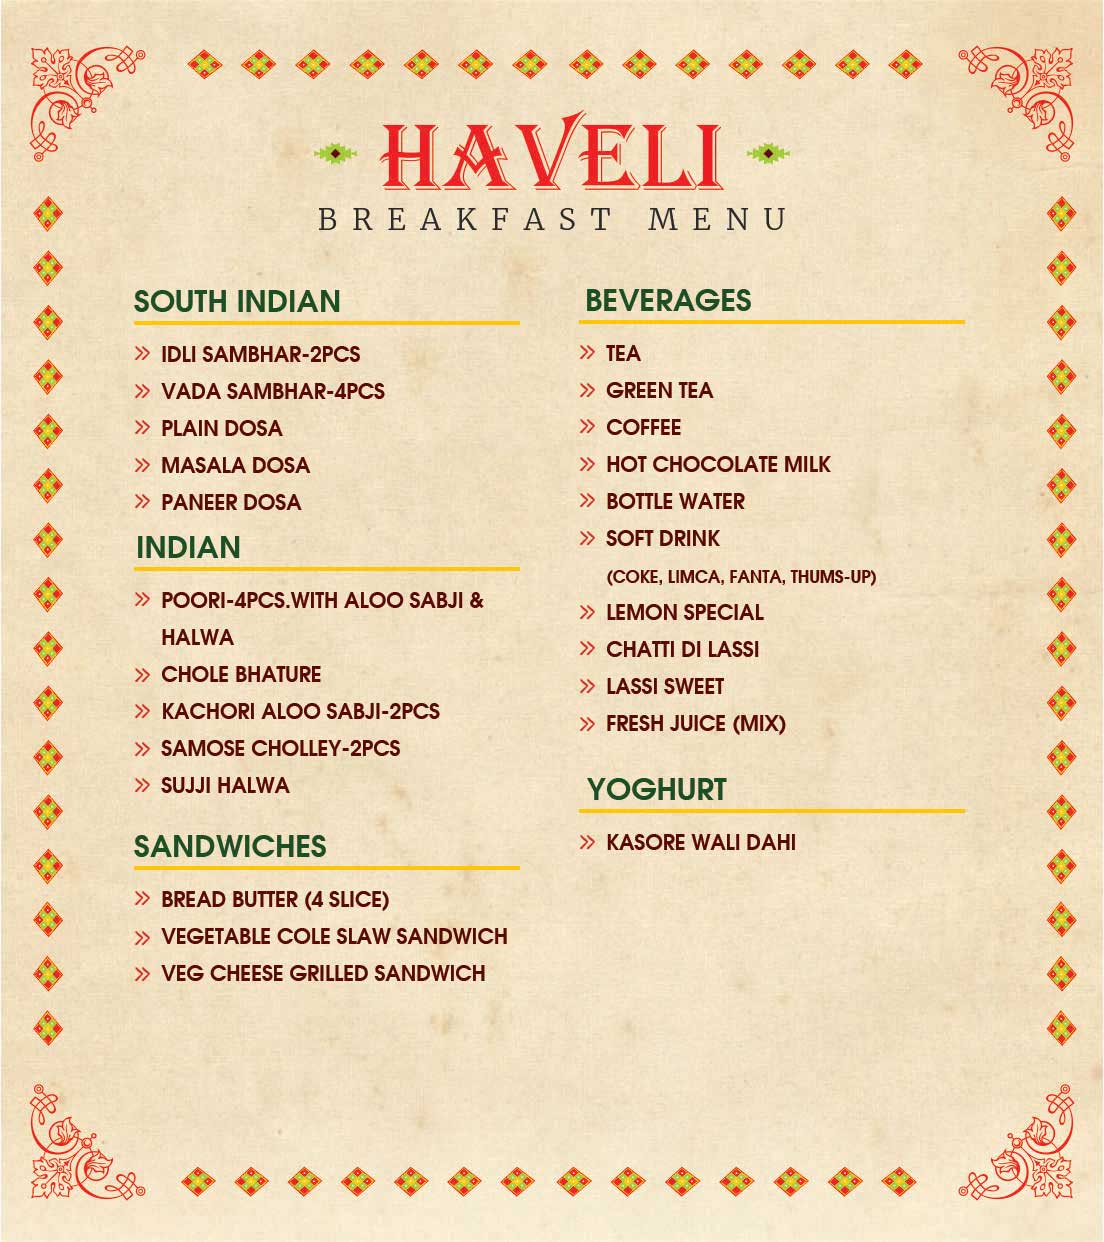 HAVELI
BREAKFAST MENU
SOUTH INDIAN
IDLI SAMBHAR-2PCS
VADA SAMBHAR-4PCS
PLAIN DOSA
MASALA DOSA
PANEER DOSA
INDIAN
POORI-4PCS.WITH ALOO SABJI &
HALWA
CHOLE BHATURE
KACHORI ALOO SABJI-2PCS
SAMOSE CHOLLEY-2PCS
SUJJI HALWA
SANDWICHES
BREAD BUTTER (4 SLICE)
VEGETABLE COLE SLAW SANDWICH
VEG CHEESE GRILLED SANDWICH
BEVERAGES
TEA
GREEN TEA
COFFEE
HOT CHOCOLATE MILK
BOTTLE WATER
SOFT DRINK
(COKE, LIMCA, FANTA, THUMS-UP)
LEMON SPECIAL
CHATTI DI LASSI
LASSI SWEET
FRESH JUICE (MIX)
YOGHURT
KASORE WALI DAHI